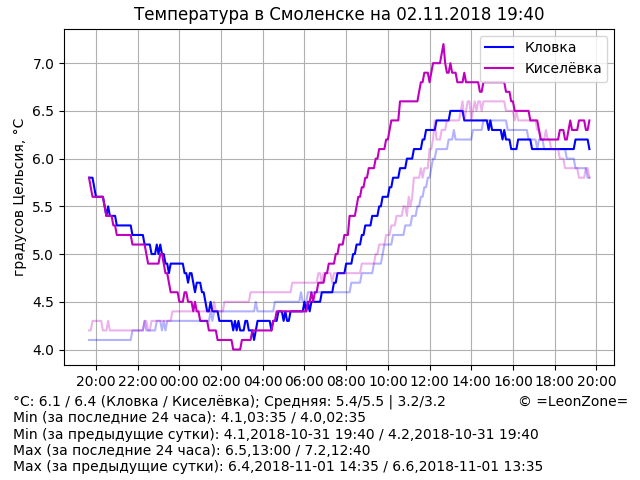 Температура в Смоленске на 02.11.2018 19:40
Кловка
Киселёвка
градусов Цельсия, °C
7.0
6.5
6.0
5.5
5.0
4.5
4.0
20:00 22:00 00:00 02:00 04:00 06:00 08:00 10:00 12:00 14:00 16:00 18:00 20:00
°C: 6.1 / 6.4 (Кловка / Киселёвка); Средняя: 5.4/5.5 | 3.2/3.2 © =LeonZone=
Min (за последние 24 часа): 4.1,03:35 / 4.0,02:35
Min (за предыдущие сутки): 4.1,2018-10-31 19:40 / 4.2,2018-10-31 19:40
Max (за последние 24 часа): 6.5,13:00 / 7.2,12:40
Max (за предыдущие сутки): 6.4,2018-11-01 14:35 / 6.6,2018-11-01 13:35